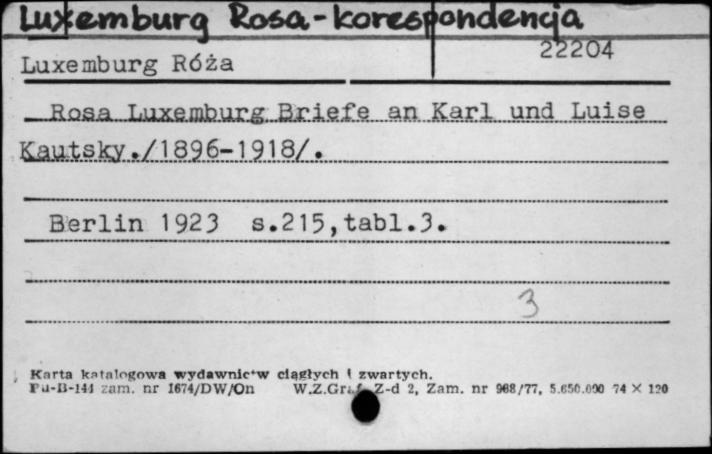 Luxemburg Rosa-korespondencja
22204
Luxemburg Róża
Rosa Luxemburg Briefe an Karl und Luise
Kautsky./1896-1918/.
Berlin 1923 s.215,tabl.3.
3
Karta katalogowa wydawnictw ciągłych i zwartych.
Pu-B-144 zam. nr 1674/DW/On W.Z.Graf. Z-d 2, Zam. nr 968/77, 5.650.000 74 × 120